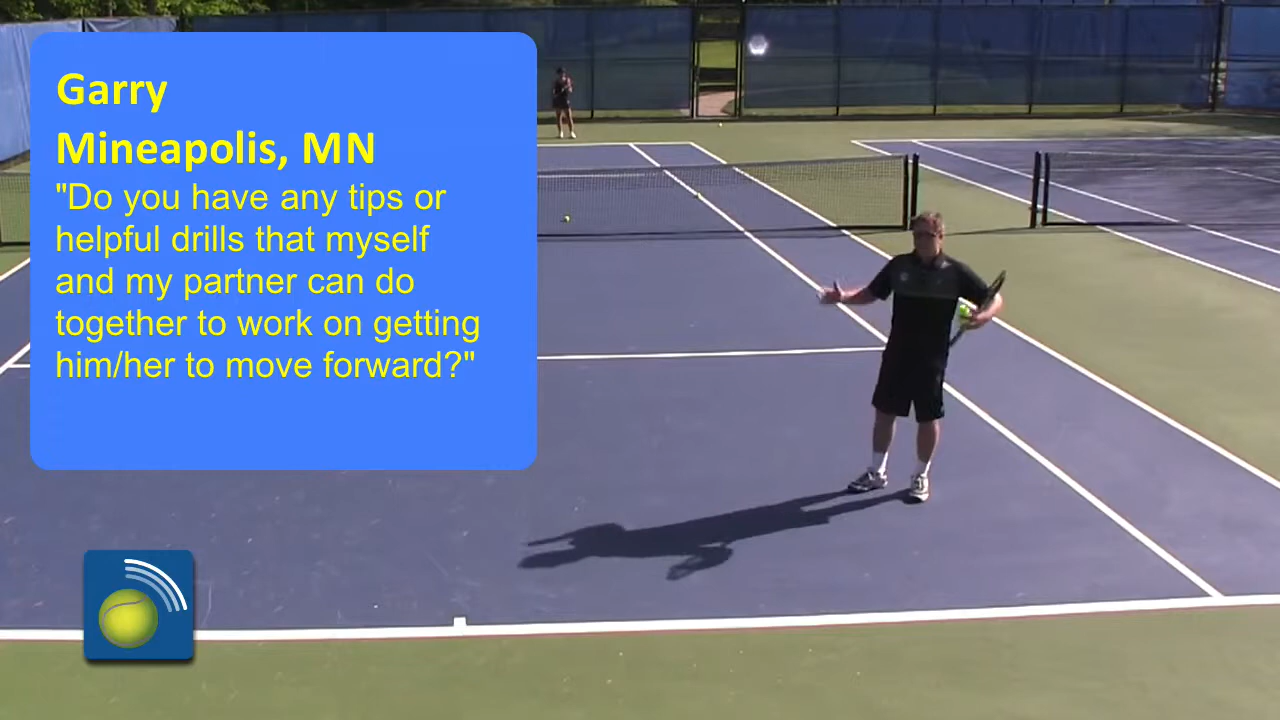 Garry
Mineapolis, MN
"Do you have any tips or
helpful drills that myself
and my partner can do
together to work on getting
him/her to move forward?"